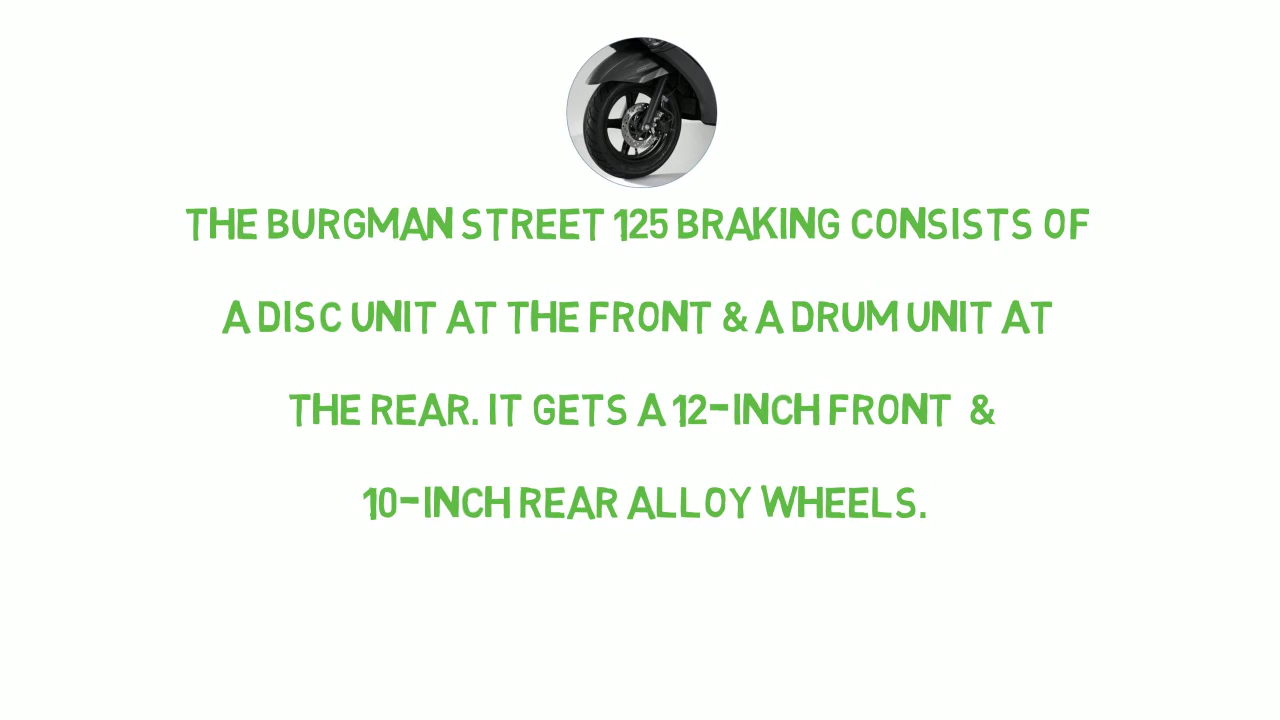 THE BURGMAN STREET 125 BRAKING CONSISTS OF
A DISC UNIT AT THE FRONT & A DRUM UNIT AT
THE REAR. IT GETS A 12-INCH FRONT &
10-INCH REAR ALLOY WHEELS.